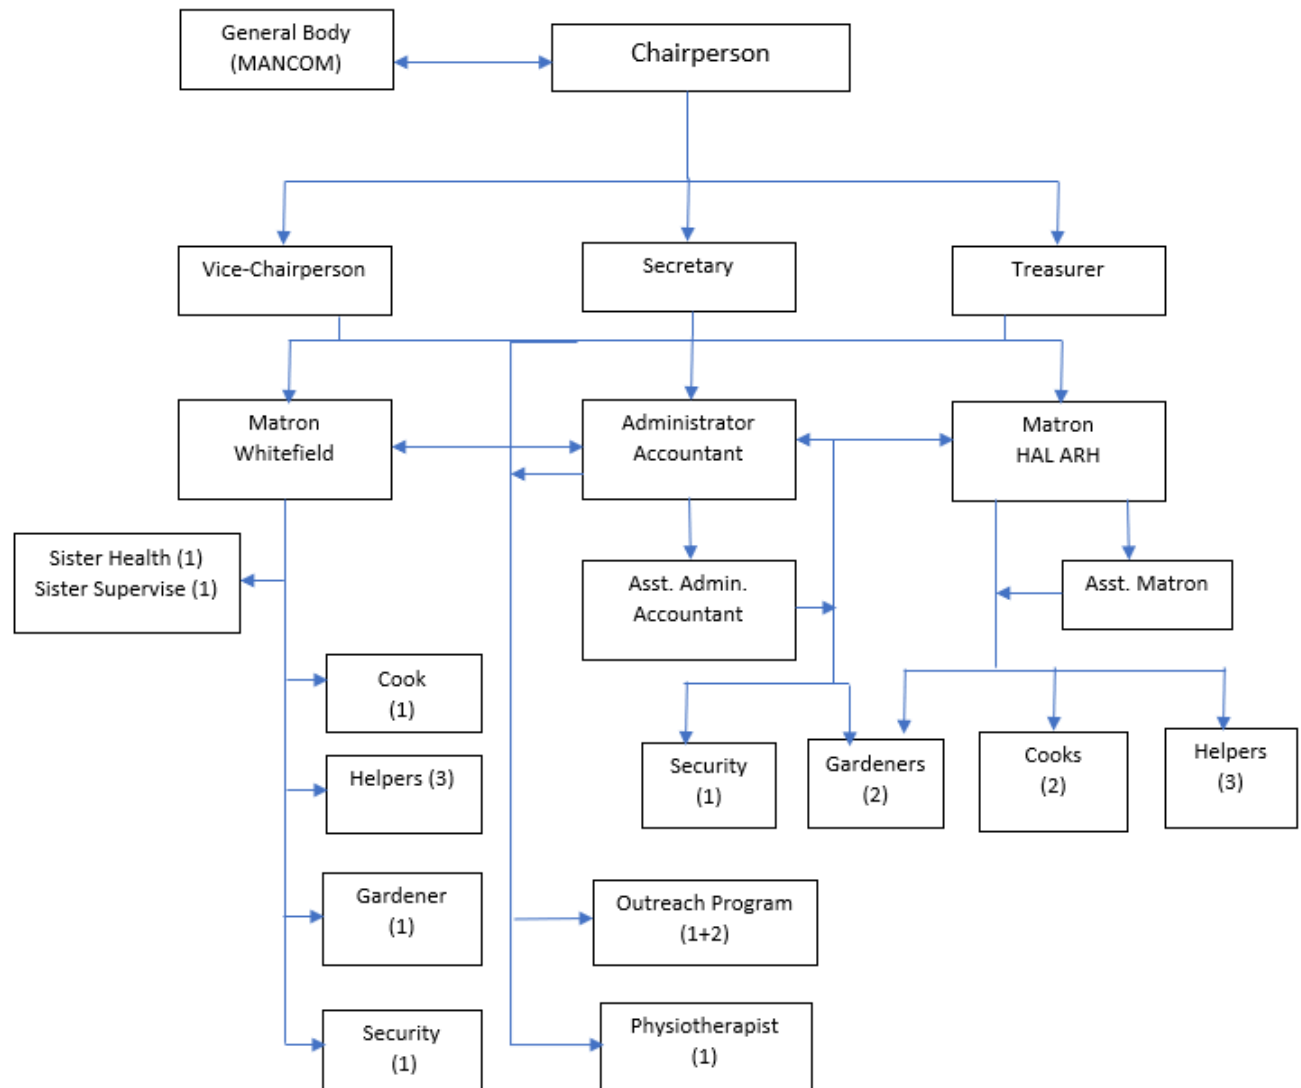 General Body
(MANCOM)
Chairperson
Vice-Chairperson
Secretary
Treasurer
Matron
Whitefield
Administrator
Accountant
Matron
HAL ARH
Sister Health (1)
Sister Supervise (1)
Asst. Admin.
Accountant
Asst. Matron
Cook
(1)
Helpers (3)
Security
(1)
Gardeners
(2)
Cooks
(2)
Helpers
(3)
Gardener
(1)
Outreach Program
(1+2)
Security
(1)
Physiotherapist
(1)